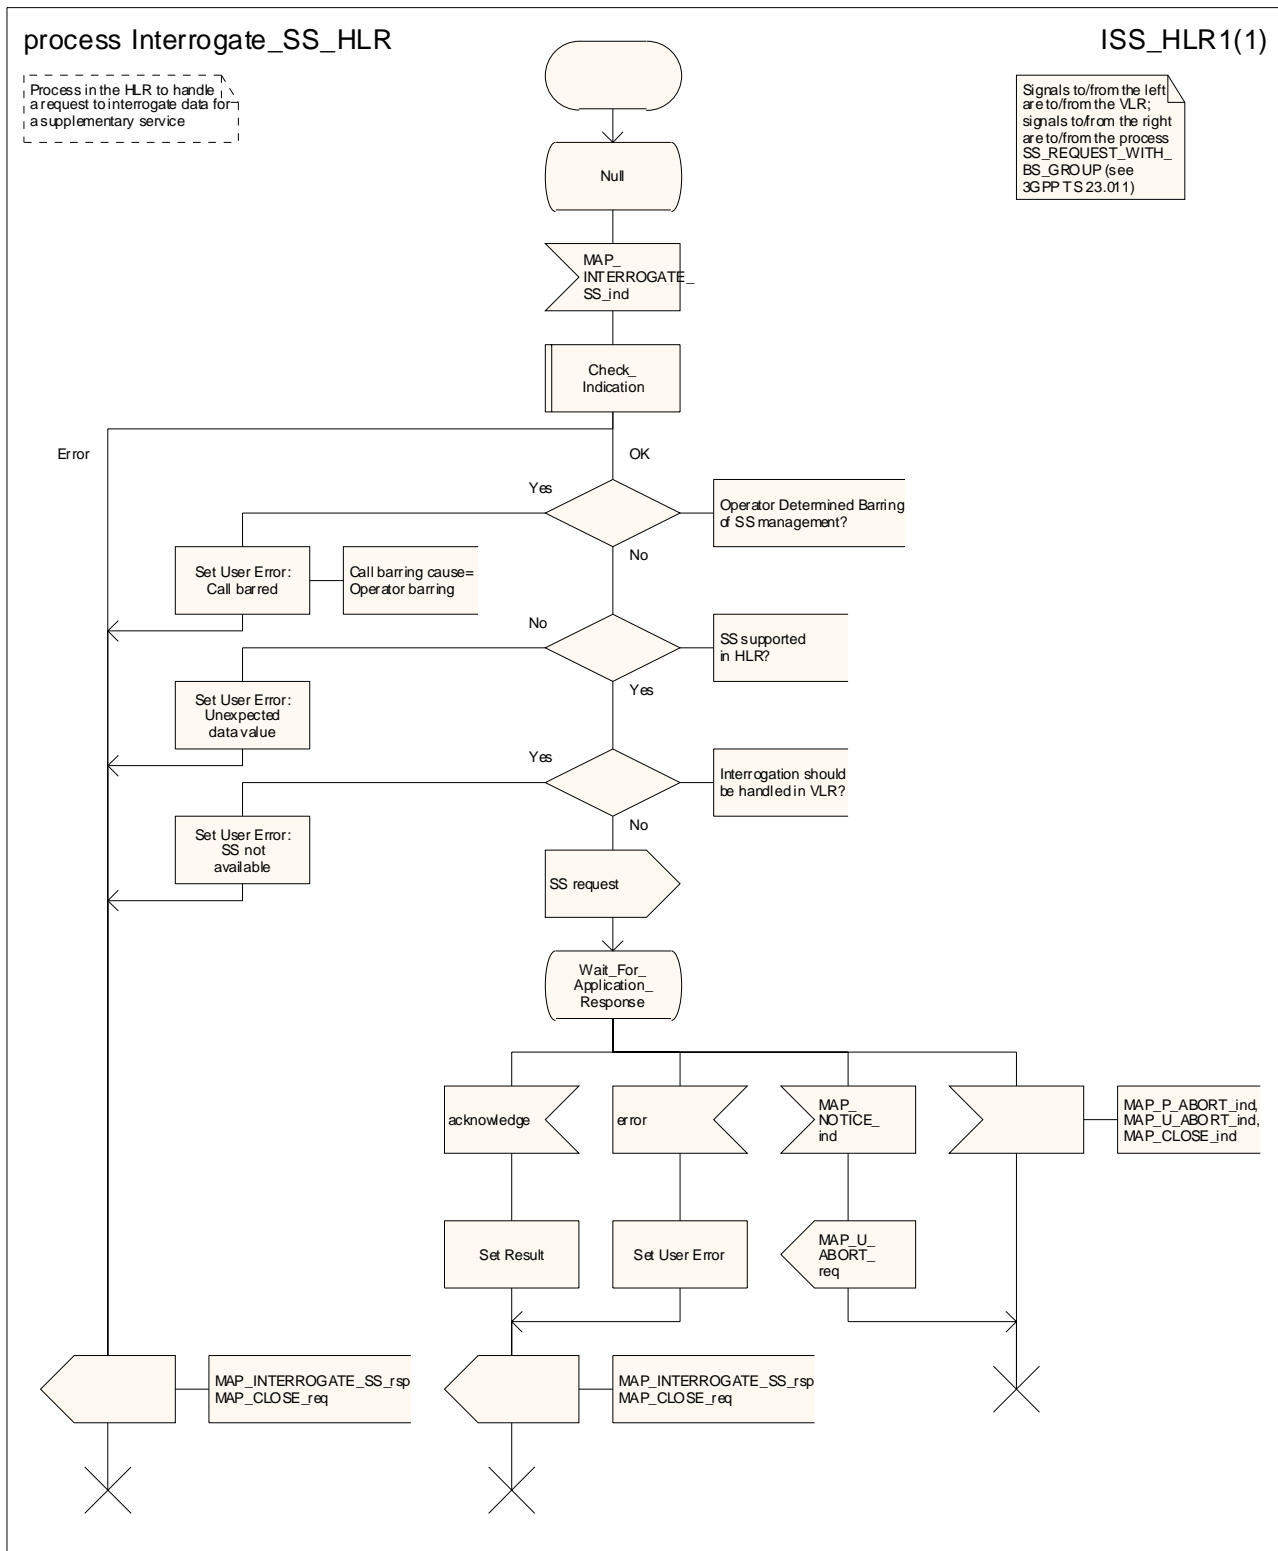 process Interrogate_SS_HLR
ISS_HLR1(1)
Process in the HLR to handle
a request to interrogate data for
a supplementary service
Signals to/from the left
are to/from the VLR;
signals to/from the right
are to/from the process
SS_REQUEST_WITH_
BS_GROUP (see
3GPP TS 23.011)
Null
MAP_
INTERROGATE_
SS_ind
Check_
Indication
Error
OK
Yes
Operator Determined Barring
of SS management?
No
Set User Error:
Call barred
Call barring cause=
Operator barring
No
SS supported
in HLR?
Yes
Set User Error:
Unexpected
data value
Yes
Interrogation should
be handled in VLR?
No
Set User Error:
SS not
available
SS request
Wait_For_
Application_
Response
acknowledge
error
MAP_
NOTICE_
ind
MAP_P_ABORT_ind,
MAP_U_ABORT_ind,
MAP_CLOSE_ind
Set Result
Set User Error
MAP_U_
ABORT_
req
MAP_INTERROGATE_SS_rsp
MAP_CLOSE_req
MAP_INTERROGATE_SS_rsp
MAP_CLOSE_req